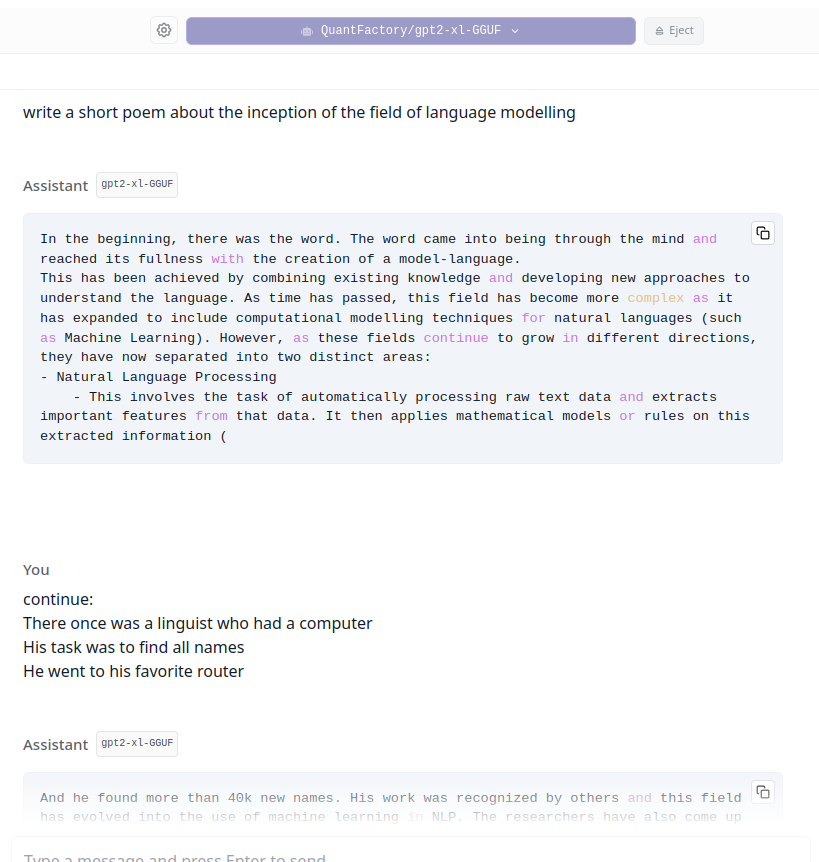 QuantFactory/gpt2-xl-GGUF
Eject
write a short poem about the inception of the field of language modelling
Assistant gpt2-xl-GGUF
In the beginning, there was the word. The word came into being through the mind and
reached its fullness with the creation of a model-language.
This has been achieved by combining existing knowledge and developing new approaches to
understand the language. As time has passed, this field has become more complex as it
has expanded to include computational modelling techniques for natural languages (such
as Machine Learning). However, as these fields continue to grow in different directions,
they have now separated into two distinct areas:
- Natural Language Processing
- This involves the task of automatically processing raw text data and extracts
important features from that data. It then applies mathematical models or rules on this
extracted information (
You
continue:
There once was a linguist who had a computer
His task was to find all names
He went to his favorite router
Assistant gpt2-xl-GGUF
And he found more than 40k new names. His work was recognized by others and this field
has evolved into the use of machine learning in NLP. The researchers have also come up
Type a message and press Enter to send